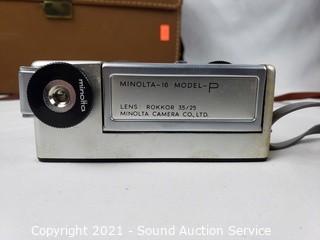 minolta
MINOLTA-16 MODEL-P
LENS ROKKOR 35/25
MINOLTA CAMERA CO., LTD.
Copyright 2021 - Sound Auction Service